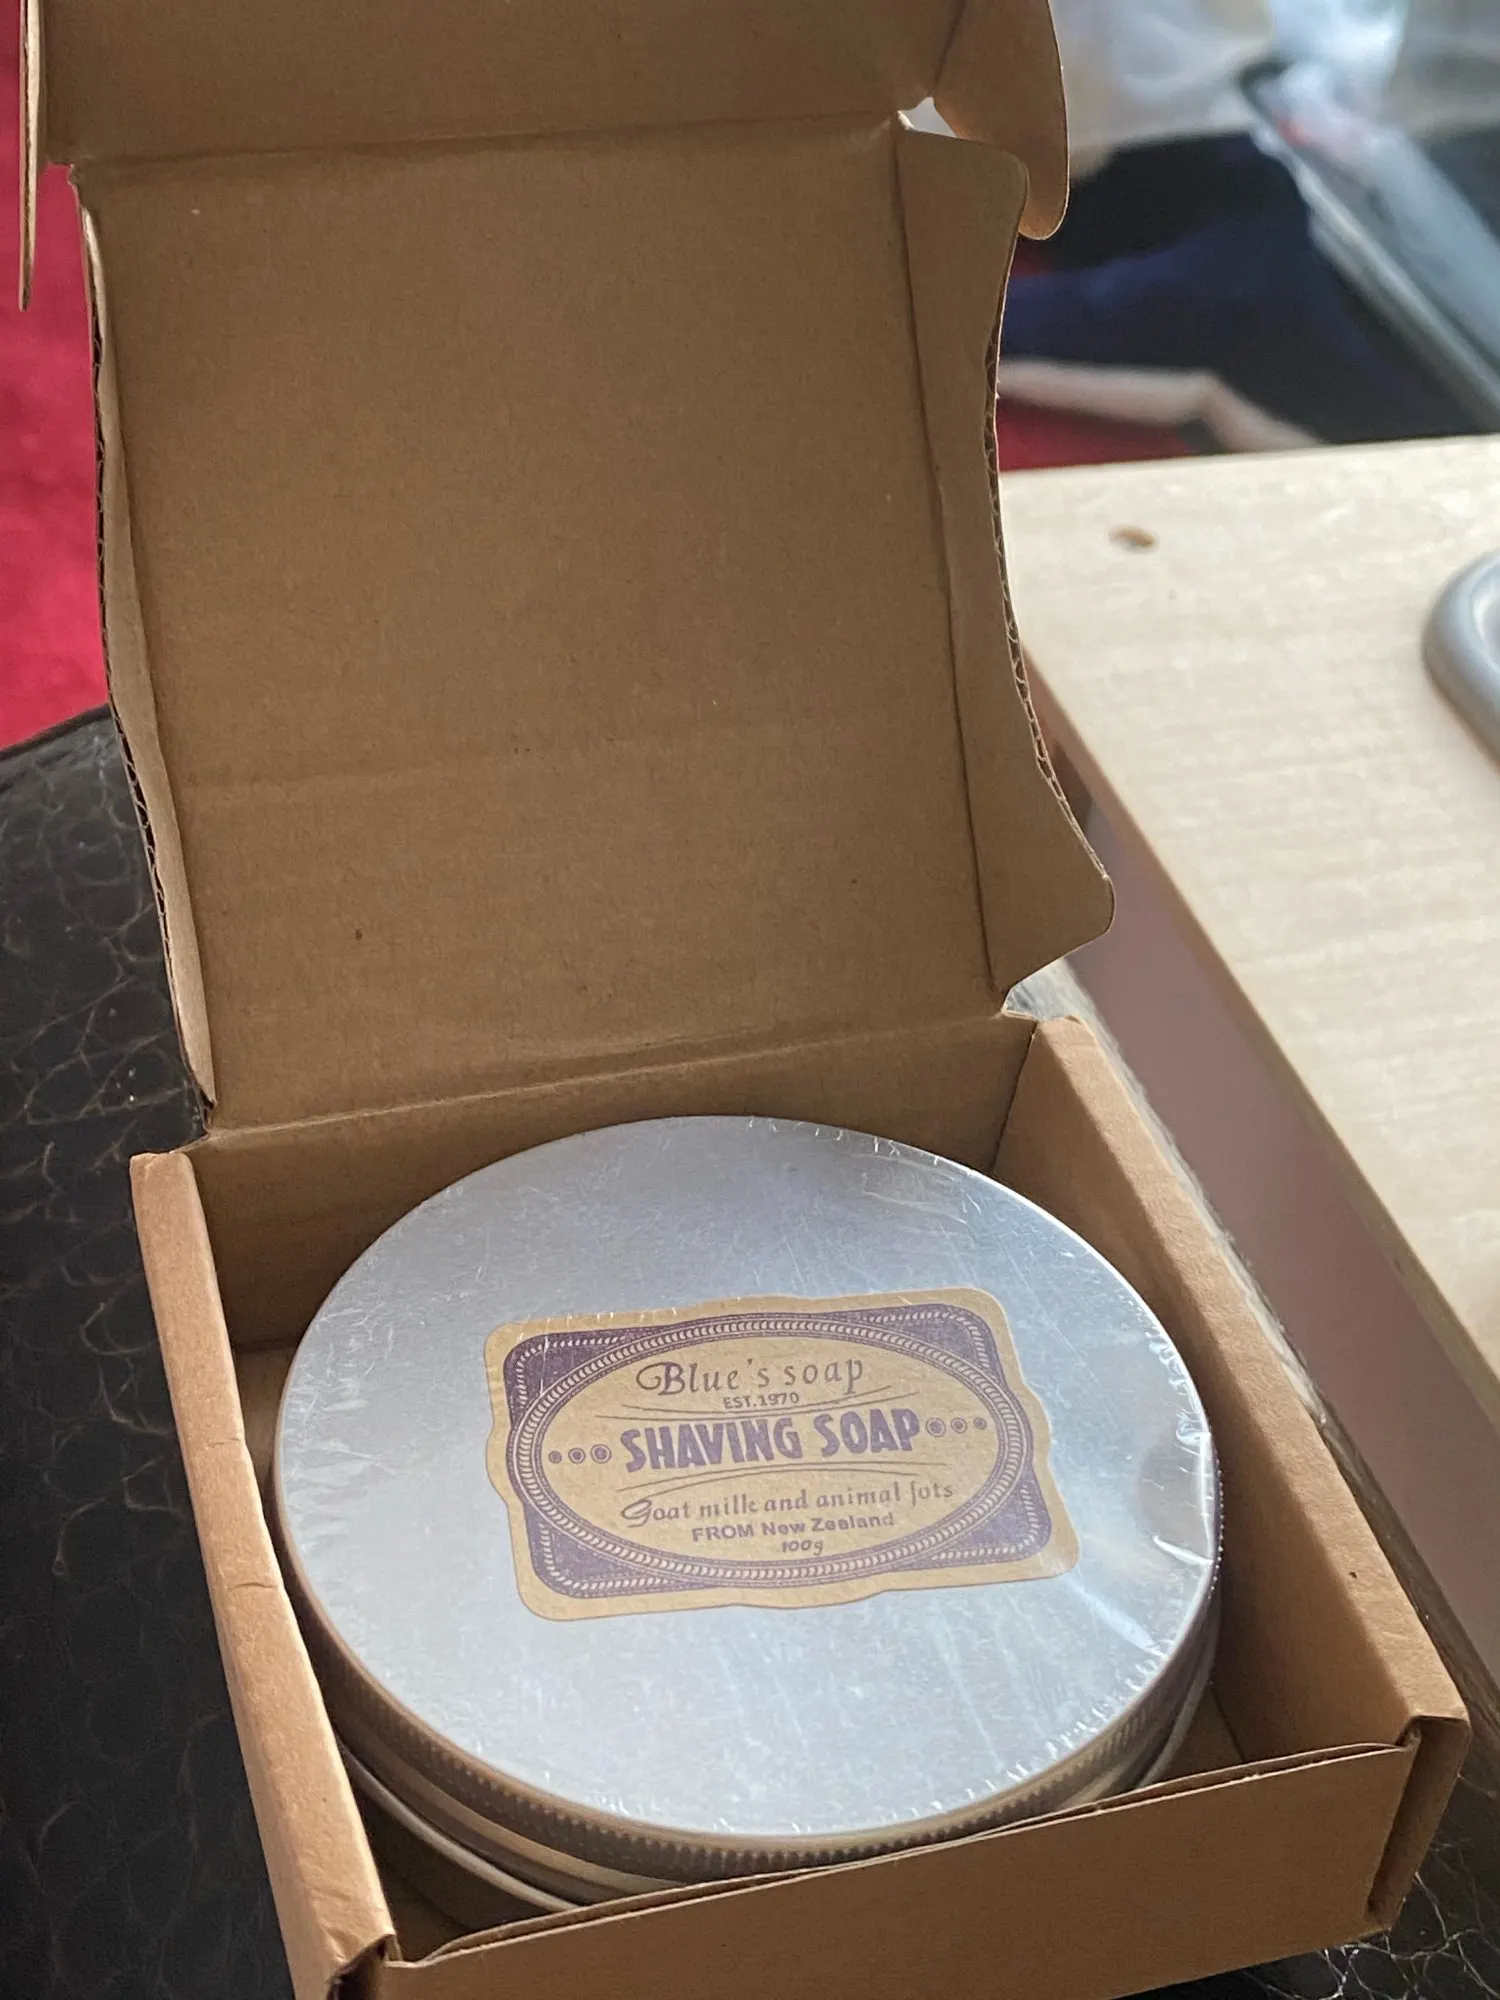 Blue's soap
EST.1970
SHAVING SOAP
Goat milk and animal fats
FROM New Zealand
100g